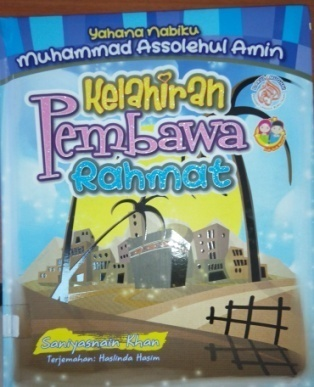 Yahana Nabiku
Muhammad Assolehul Amin
Kelahiran
Pembawa
Rahmat
Saniyasnain Khan
Terjemahan: Haslinda Hasim